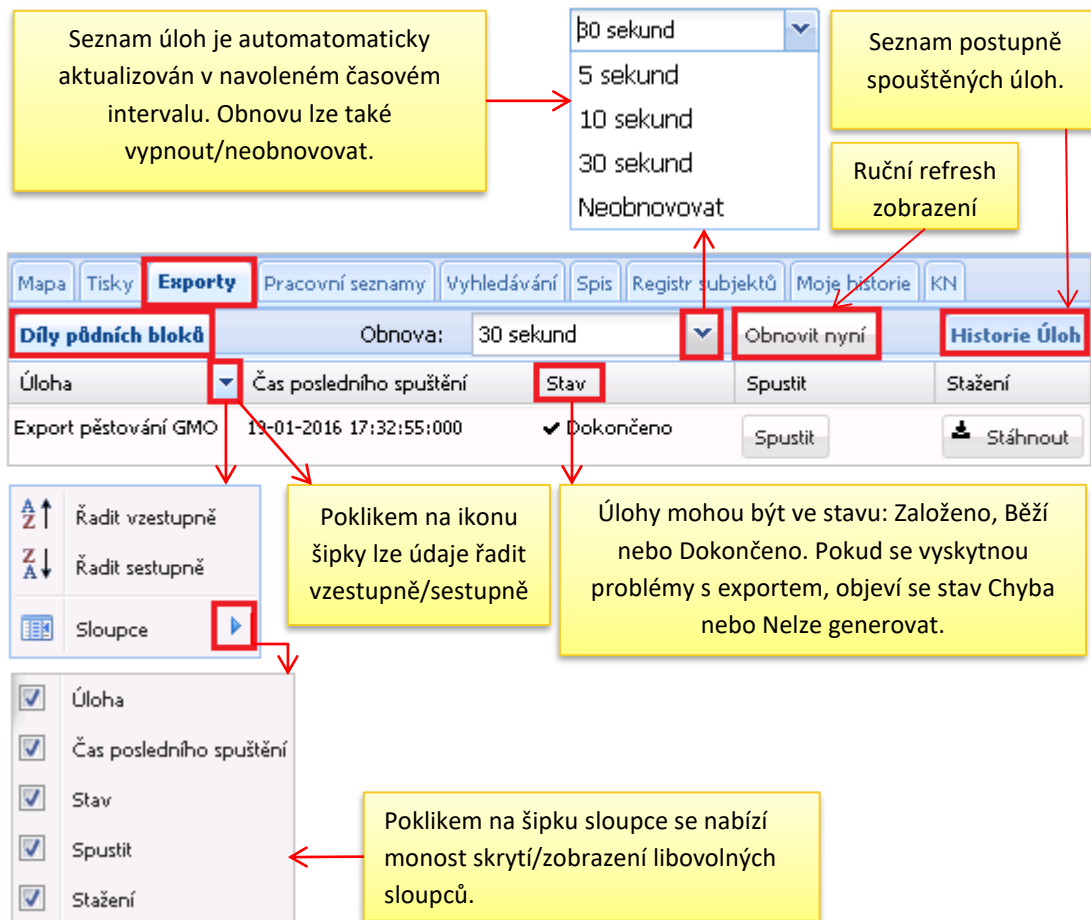 Seznam úloh je automatomaticky
aktualizován v navoleném časovém
intervalu. Obnovu lze také
vypnout/neobnovovat.
30 sekund
5 sekund
10 sekund
30 sekund
Neobnovovat
Seznam postupně
spouštěných úloh.
Ruční refresh
zobrazení
Mapa Tisky Exporty Pracovní seznamy Vyhledávání Spis Registr subjektů Moje historie KN
Díly půdních bloků Obnova: 30 sekund Obnovit nyní Historie Úloh
Úloha Čas posledního spuštění Stav Spustit Stažení
Export pěstování GMO 19-01-2016 17:32:55:000 Dokončeno Spustit Stáhnout
Řadit vzestupně
Řadit sestupně
Sloupce
Poklikem na ikonu
šipky lze údaje řadit
vzestupně/sestupně
Úlohy mohou být ve stavu: Založeno, Běží
nebo Dokončeno. Pokud se vyskytnou
problémy s exportem, objeví se stav Chyba
nebo Nelze generovat.
Úloha
Čas posledního spuštění
Stav
Spustit
Stažení
Poklikem na šipku sloupce se nabízí
monost skrytí/zobrazení libovolných
sloupců.